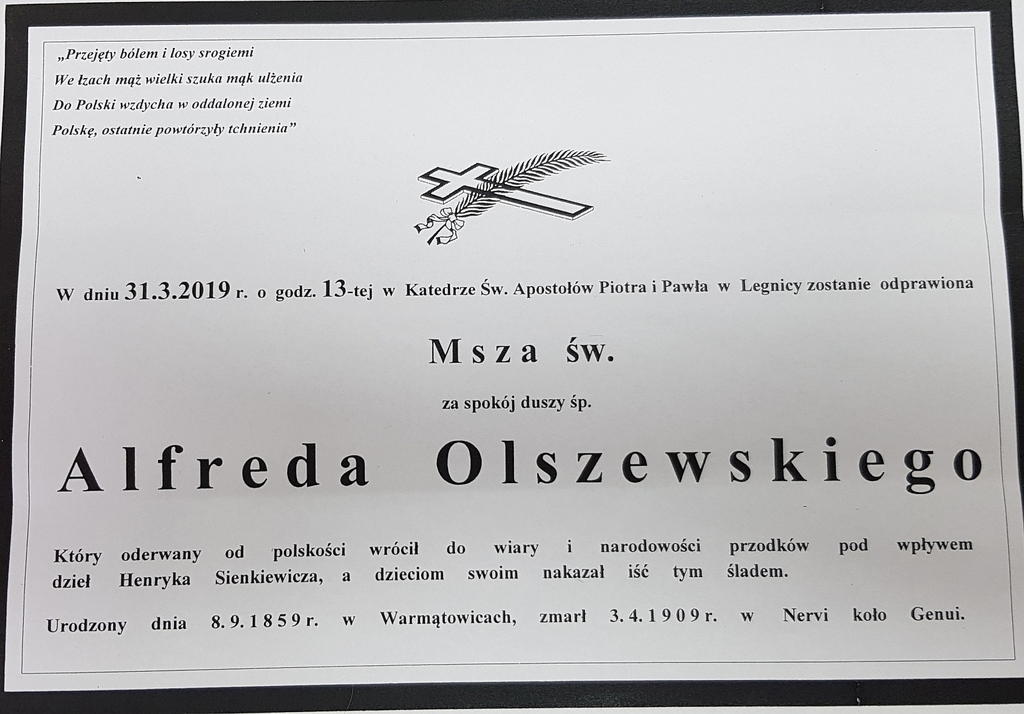 „Przejęty bólem i losy srogiemi
We łzach mąż wielki szuka mąk ulżenia
Do Polski wzdycha w oddalonej ziemi
Polskę, ostatnie powtórzyły tchnienia”
W dniu 31.3.2019 r. o godz. 13-tej w Katedrze Św. Apostołów Piotra i Pawła w Legnicy zostanie odprawiona
Msza św.
za spokój duszy śp.
Alfreda Olszewskiego
Który oderwany od polskości wrócił do wiary i narodowości przodków pod wpływem
dzieł Henryka Sienkiewicza, a dzieciom swoim nakazał iść tym śladem.
Urodzony dnia 8.9.1859r. w Warmątowicach, zmarł 3.4.1909r. w Nervi koło Genui.